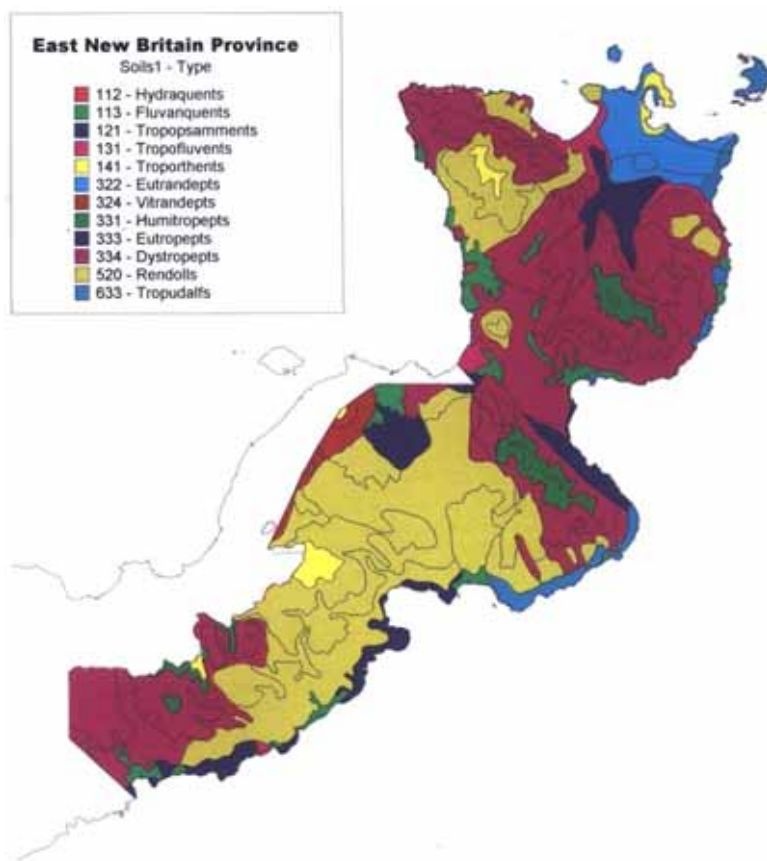 East New Britain Province
Soils1 - Type
112 - Hydraquents
113 - Fluvanquents
121 - Tropopsamments
131 - Tropofluvents
141 - Troporthents
322 - Eutrandepts
324 - Vitrandepts
331 - Humitropepts
333 - Eutropepts
334 - Dystropepts
520 - Rendolls
633 - Tropudalfs